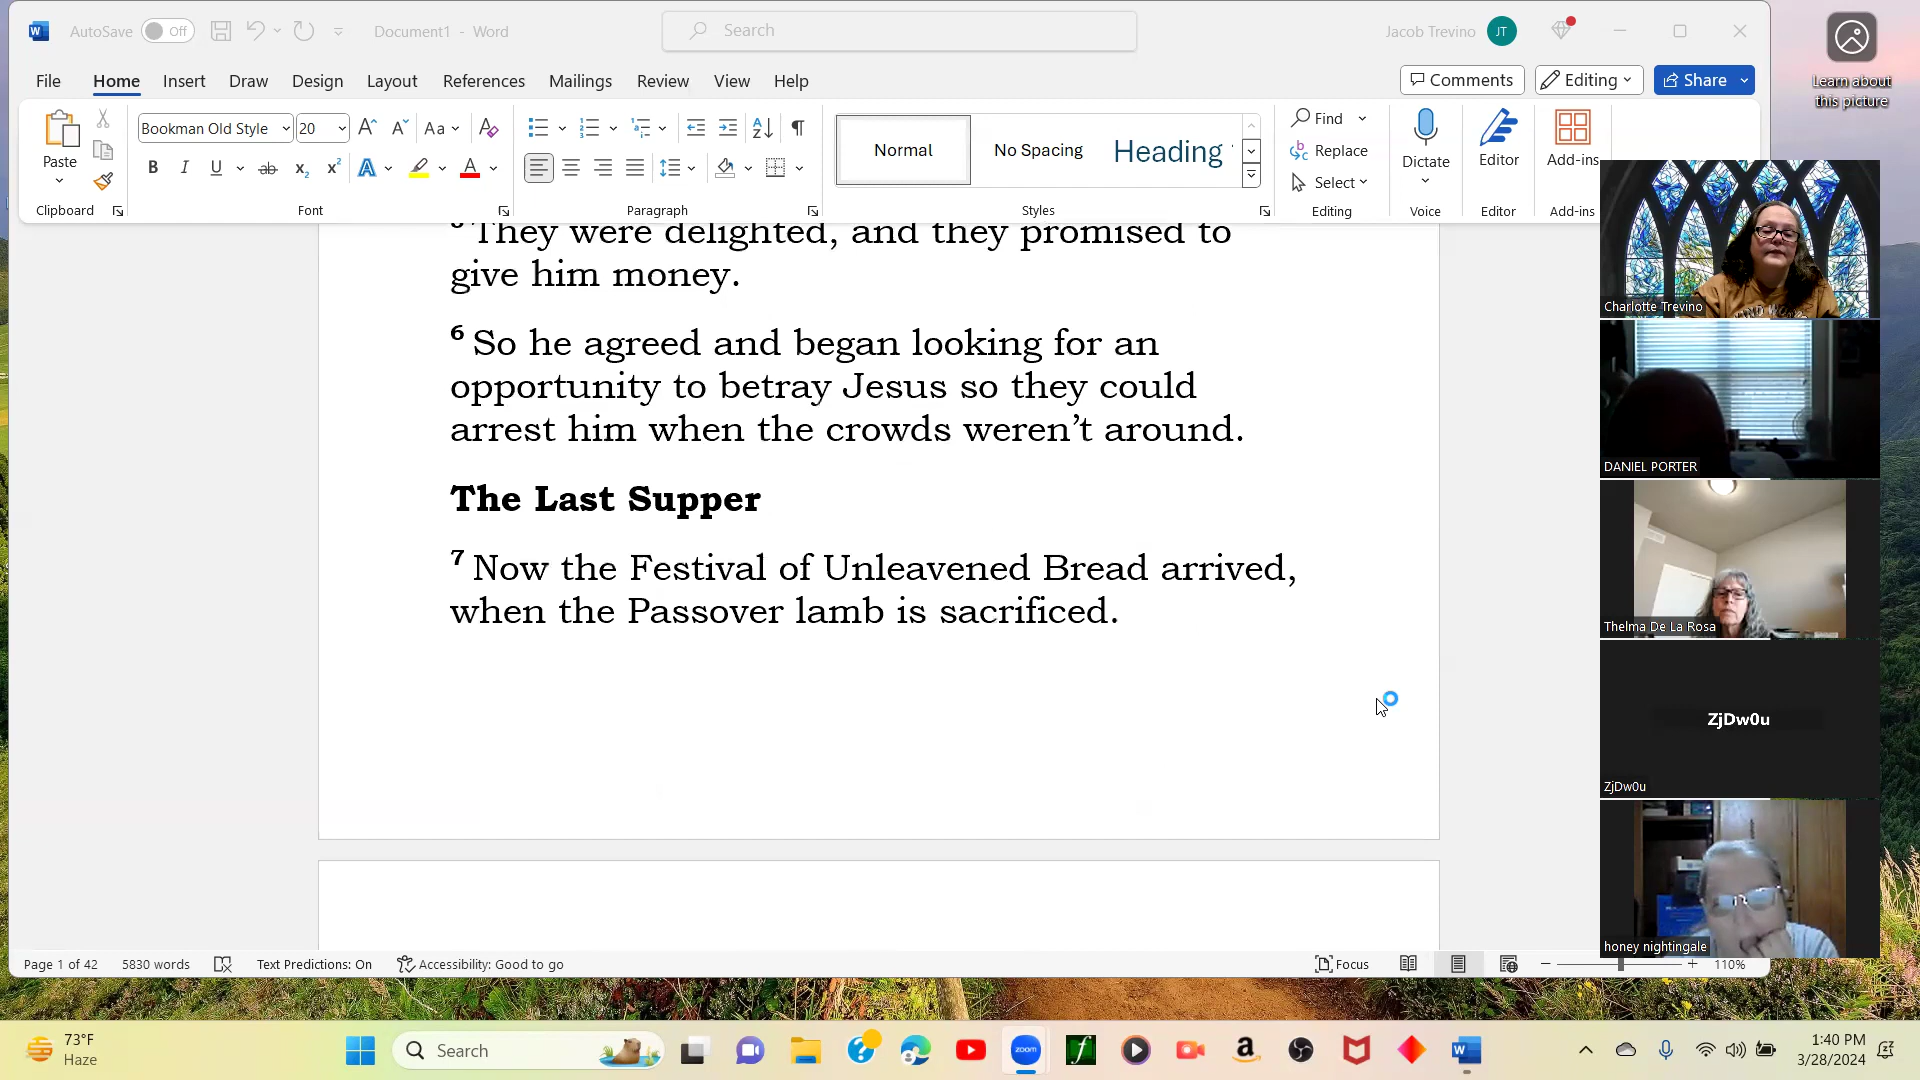 AutoSave Off Document1 - Word Search Jacob Trevino JT
File Home Insert Draw Design Layout References Mailings Review View Help Comments Editing Share
Learn about
this picture
Paste
Bookman Old Style 20
Normal No Spacing Heading
Find
Replace
Select
Dictate Editor Add-ins
Clipboard Font Paragraph Styles Editing Voice Editor Add-ins
5 They were delighted, and they promised to
give him money.
6 So he agreed and began looking for an
opportunity to betray Jesus so they could
arrest him when the crowds weren’t around.
The Last Supper
7 Now the Festival of Unleavened Bread arrived,
when the Passover lamb is sacrificed.
Charlotte Trevino
DANIEL PORTER
Thelma De La Rosa
ZjDw0u
ZjDw0u
honey nightingale
Page 1 of 42 5830 words Text Predictions: On Accessibility: Good to go Focus 110%
73°F
Haze
Search
zoom
1:40 PM
3/28/2024